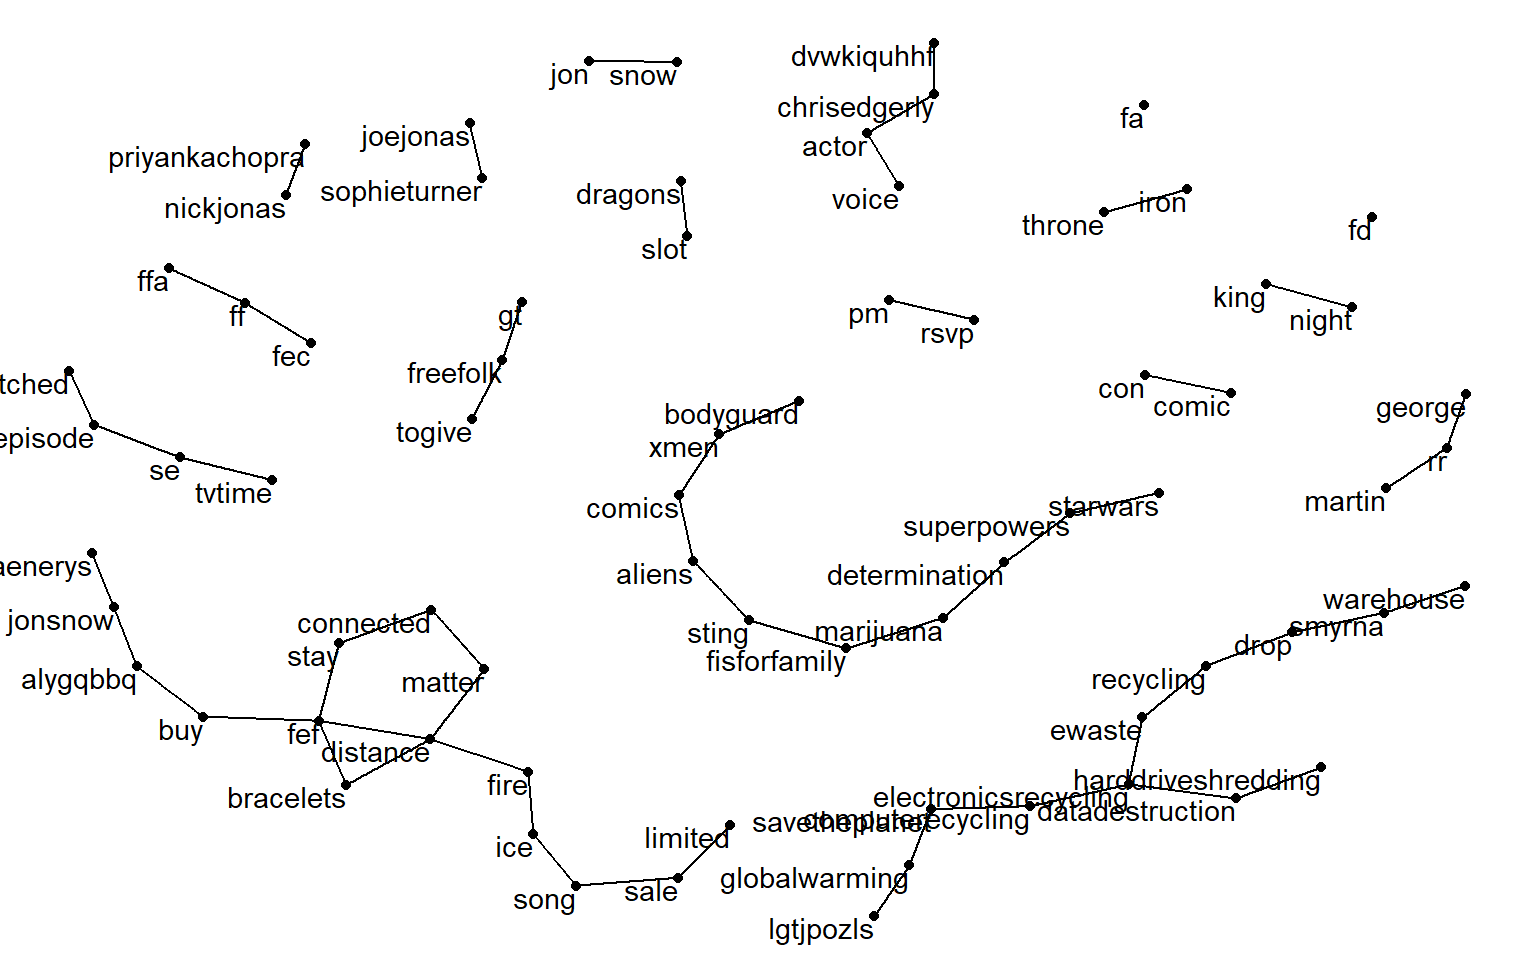 dvwkiquhhf
jon
snow
chrisedgerly
fa
joejonas
actor
priyankachopra
sophieturner
dragons
voice
iron
nickjonas
throne
slot
fd
ffa
king
gt
pm
ff
night
rsvp
fec
freefolk
tched
con
comic
george
bodyguard
togive
episode
xmen
rr
se
tvtime
martin
starwars
comics
superpowers
aenerys
aliens
determination
warehouse
jonsnow
connected
smyrna
sting
marijuana
drop
stay
fisforfamily
alygqbbq
matter
recycling
buy
fef
ewaste
distance
harddriveshredding
fire
bracelets
electronicsrecycling
datadestruction
savetheplanet
computerecycling
limited
ice
globalwarming
sale
song
lgtjpozls